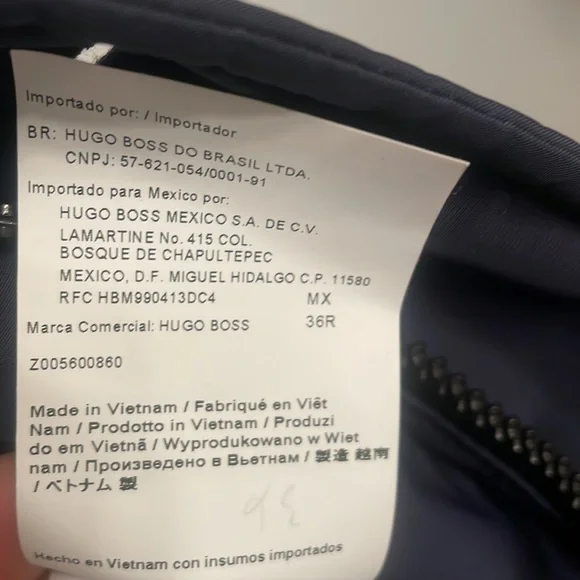 Importado por: / Importador
BR: HUGO BOSS DO BRASIL LTDA.
CNPJ: 57-621-054/0001-91
Importado para Mexico por:
HUGO BOSS MEXICO S.A. DE C.V.
LAMARTINE No. 415 COL.
BOSQUE DE CHAPULTEPEC
MEXICO, D.F. MIGUEL HIDALGO C.P. 11580
RFC HBM990413DC4 MX
Marca Comercial: HUGO BOSS 36R
Z005600860
Made in Vietnam / Fabriqué en Viêt
Nam / Prodotto in Vietnam / Produzi
do em Vietnã / Wyprodukowano w Wiet
nam / Произведено в Вьетнам / 製造 越南
/ ベトナム 製
Hecho en Vietnam con insumos importados